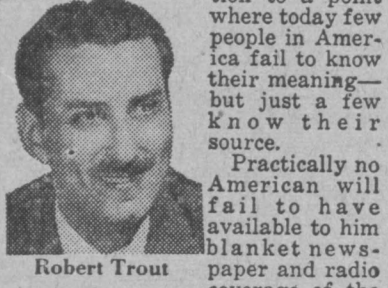 where today few
people in Amer-
ica fail to know
their meaning—
but just a few
know their
source.
Practically no
American will
fail to have
available to him
blanket news-
paper and radio
Robert Trout